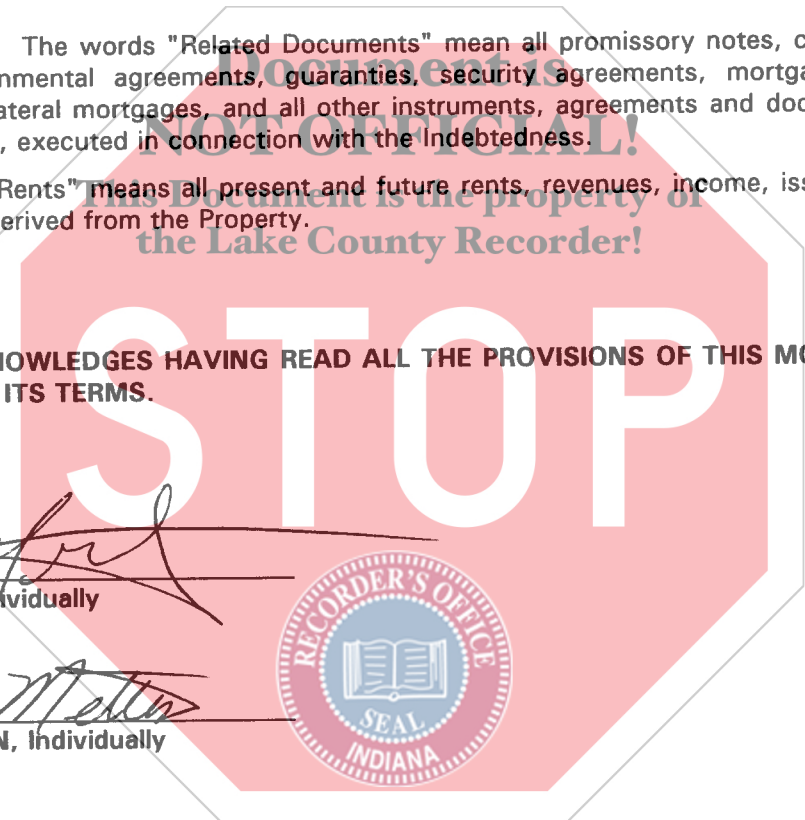 The words "Related Documents" mean all promissory notes, c
nmental agreements, guaranties, security agreements, mortga
ateral mortgages, and all other instruments, agreements and doc
, executed in connection with the Indebtedness.
Rents" means all present and future rents, revenues, income, iss
erived from the Property.
Document is
NOT OFFICIAL!
This Document is the property of
the Lake County Recorder!
STOP
NOWLEDGES HAVING READ ALL THE PROVISIONS OF THIS MO
ITS TERMS.
ividually
N, Individually
RECORDER'S OFFICE
SEAL
INDIANA